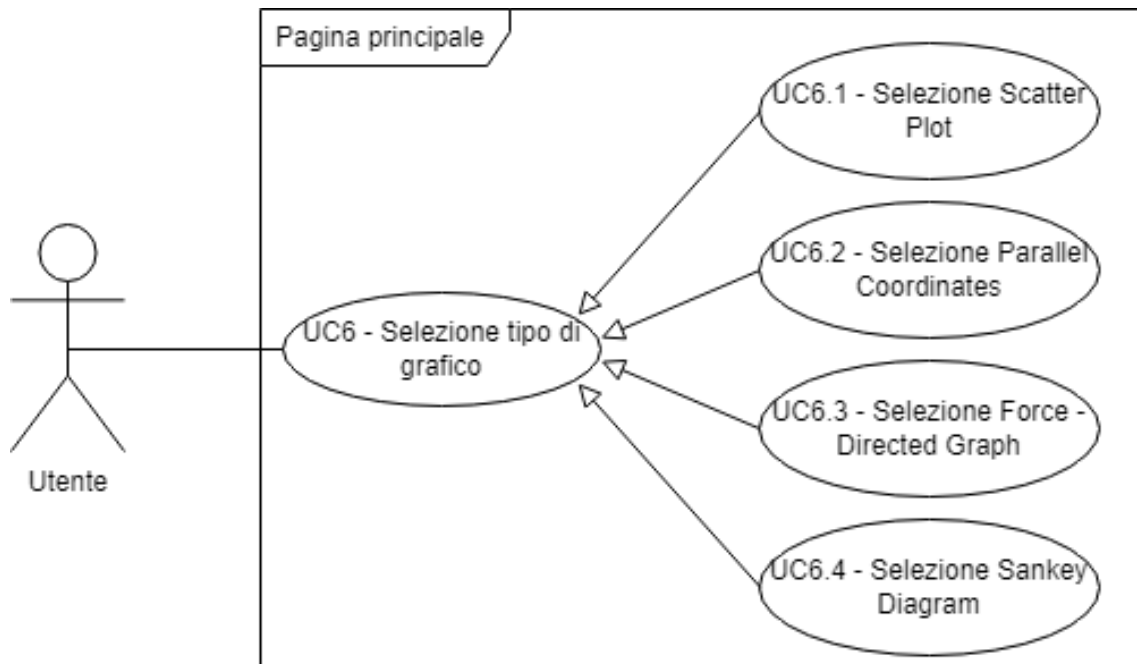 Pagina principale
UC6.1 - Selezione Scatter
Plot
UC6.2 - Selezione Parallel
Coordinates
UC6 - Selezione tipo di
grafico
UC6.3 - Selezione Force -
Directed Graph
Utente
UC6.4 - Selezione Sankey
Diagram